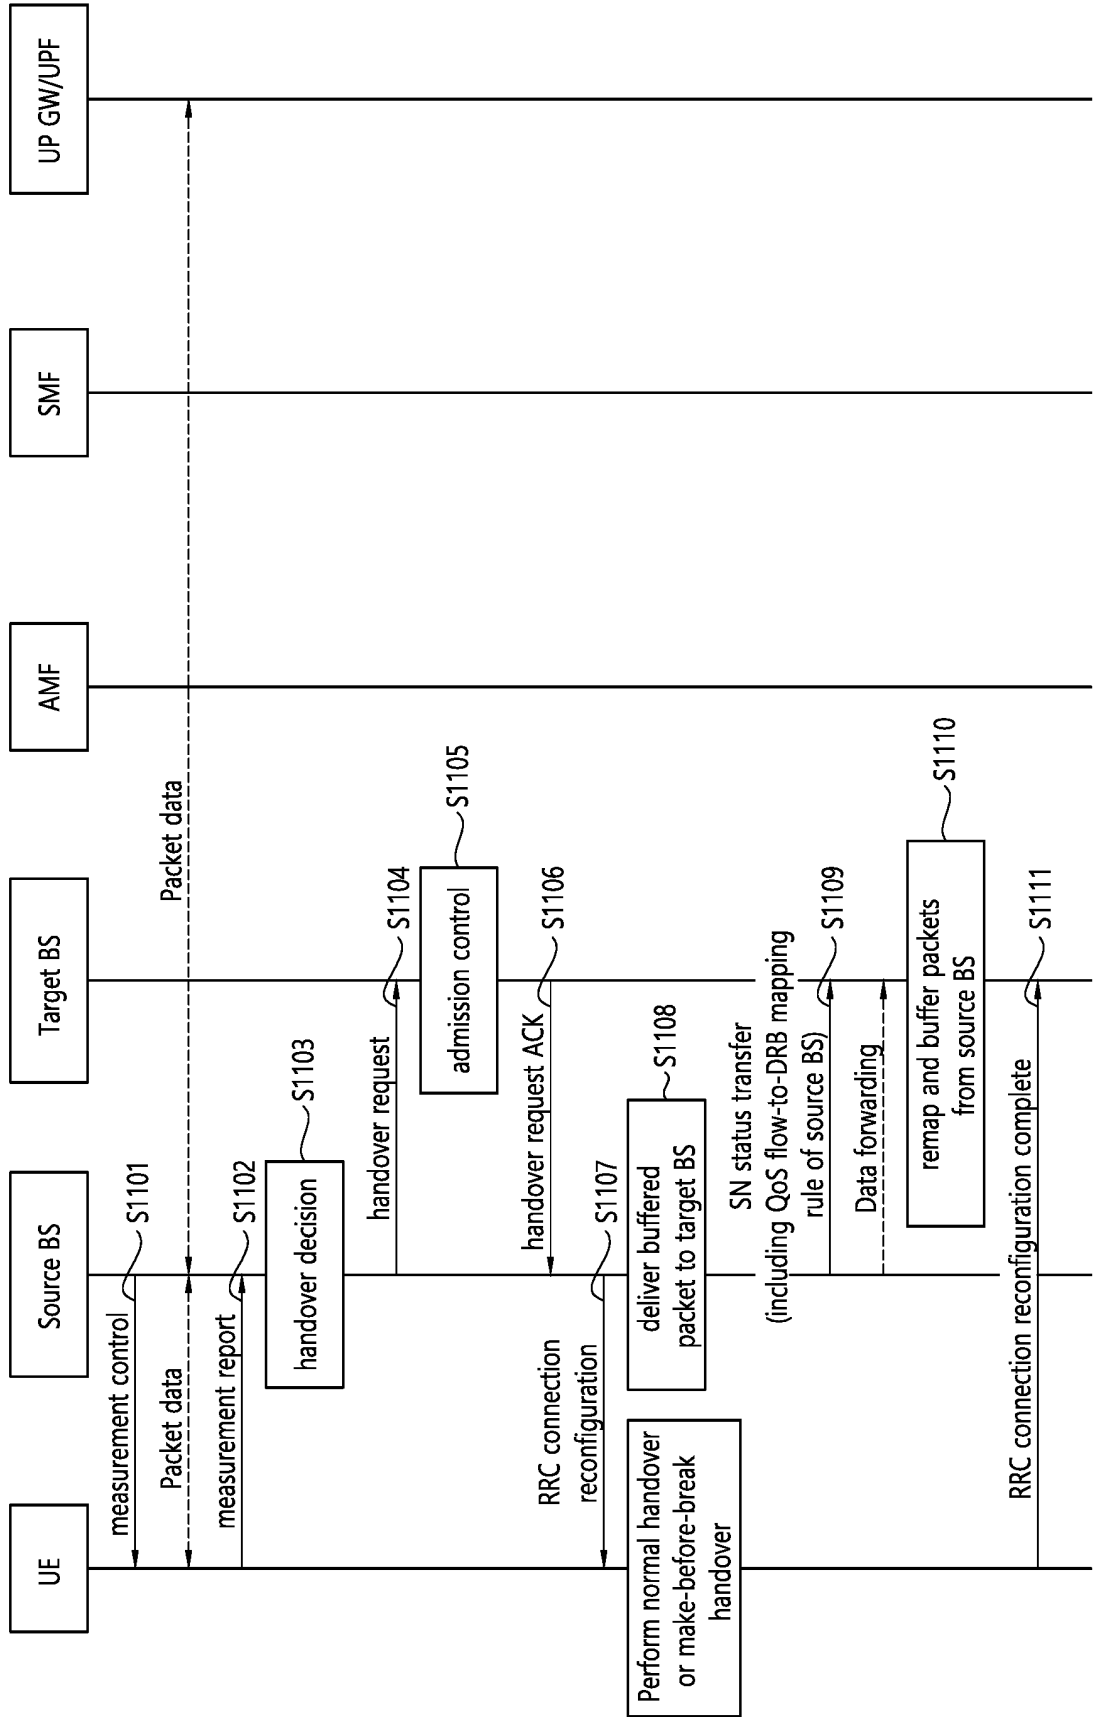 UE
Source BS
Target BS
AMF
SMF
UP GW/UPF
measurement control
S1101
Packet data
Packet data
measurement report
S1102
handover decision
S1103
handover request
S1104
admission control
S1105
handover request ACK
S1106
RRC connection
reconfiguration
S1107
Perform normal handover
or make-before-break
handover
deliver buffered
packet to target BS
S1108
SN status transfer
(including QoS flow-to-DRB mapping
rule of source BS)
S1109
Data forwarding
remap and buffer packets
from source BS
S1110
RRC connection reconfiguration complete
S1111